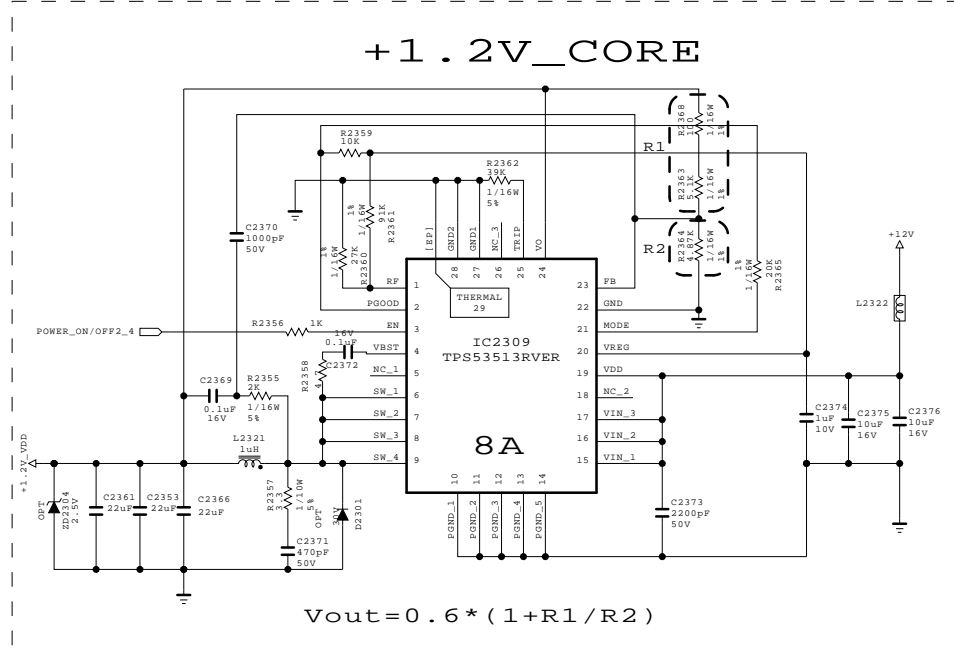 +1.2V_CORE
R2359
10K
R2362
39K
1/16W
5%
R1
R2368
100
1/16W
1%
R2363
5.1K
1/16W
1%
R2
R2364
4.87K
1/16W
1%
1%
1/16W
22K
R2365
+12V
L2322
C2370
1000pF
50V
1%
1/16W
91K
R2361
1%
1/16W
27K
R2360
[EP]
GND2
GND1
NC_3
TRIP
VO
28
27
26
25
24
RF
1
PGOOD
2
EN
3
VBST
4
NC_1
5
SW_1
6
SW_2
7
SW_3
8
SW_4
9
THERMAL
29
IC2309
TPS53513RVER
8A
23
FB
22
GND
21
MODE
20
VREG
19
VDD
18
NC_2
17
VIN_3
16
VIN_2
15
VIN_1
10
11
12
13
14
PGND_1
PGND_2
PGND_3
PGND_4
PGND_5
POWER_ON/OFF2_4
R2356
1K
16V
0.1uF
C2372
R2358
4.7
C2369
0.1uF
16V
R2355
2K
1/16W
5%
L2321
1uH
+1.2V_VDD
OPT
ZD2304
2.5V
C2361
22uF
C2353
22uF
C2366
22uF
R2357
3.3
1/10W
5%
C2371
470pF
50V
OPT
30V
D2301
C2373
2200pF
50V
C2374
1uF
10V
C2375
10uF
16V
C2376
10uF
16V
Vout=0.6*(1+R1/R2)